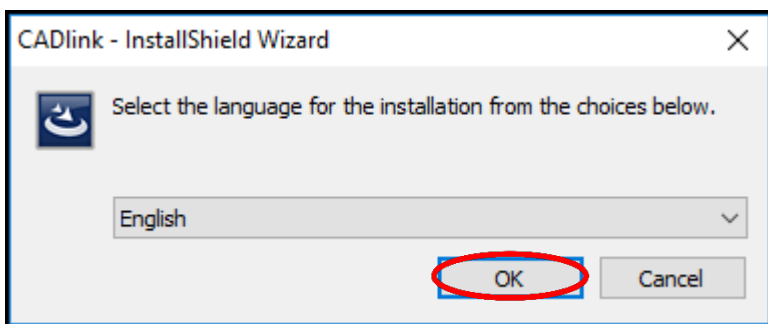 CADlink - InstallShield Wizard
Select the language for the installation from the choices below.
English
OK Cancel